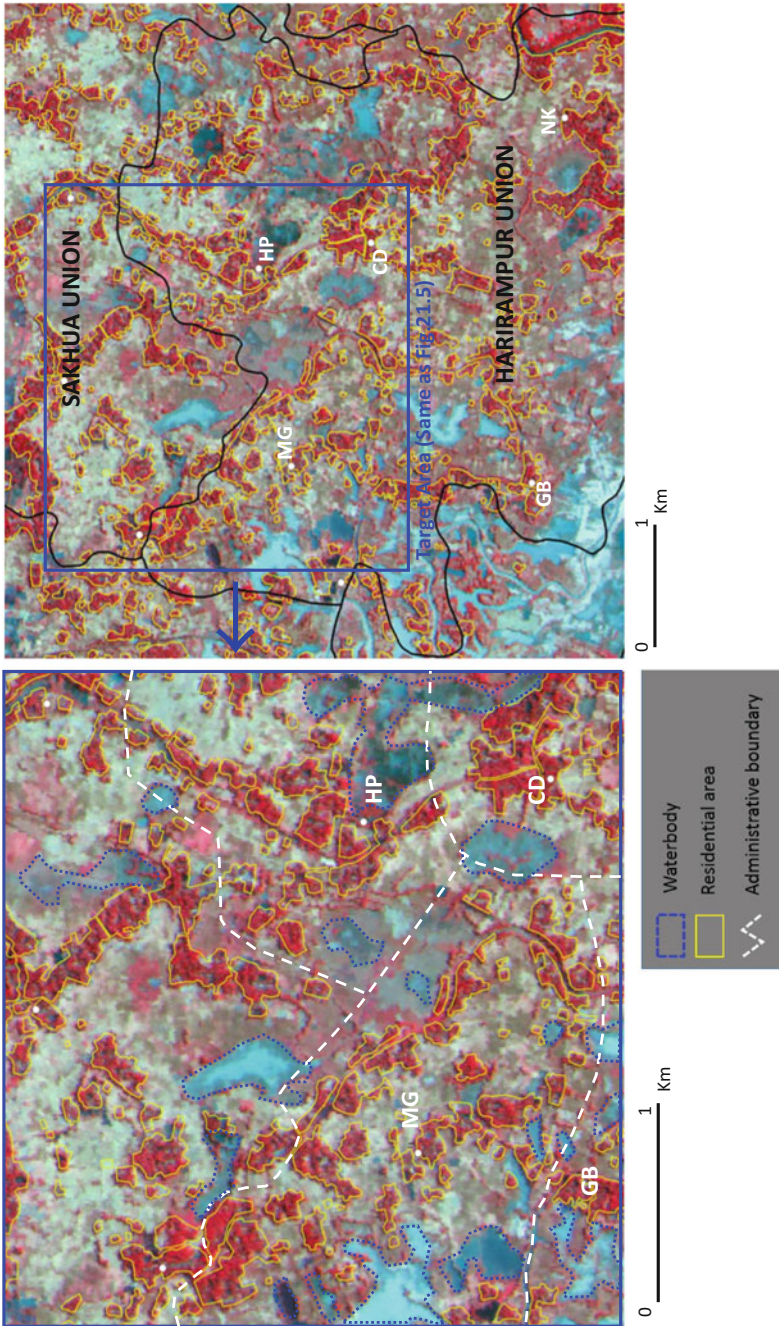 SAKHUA UNION
HP
CD
MG
HARIRAMPUR UNION
NK
GB
Target Area (Same as Fig.21.5)
0 1
Km
HP
CD
MG
GB
0 1
Km
Waterbody
Residential area
Administrative boundary